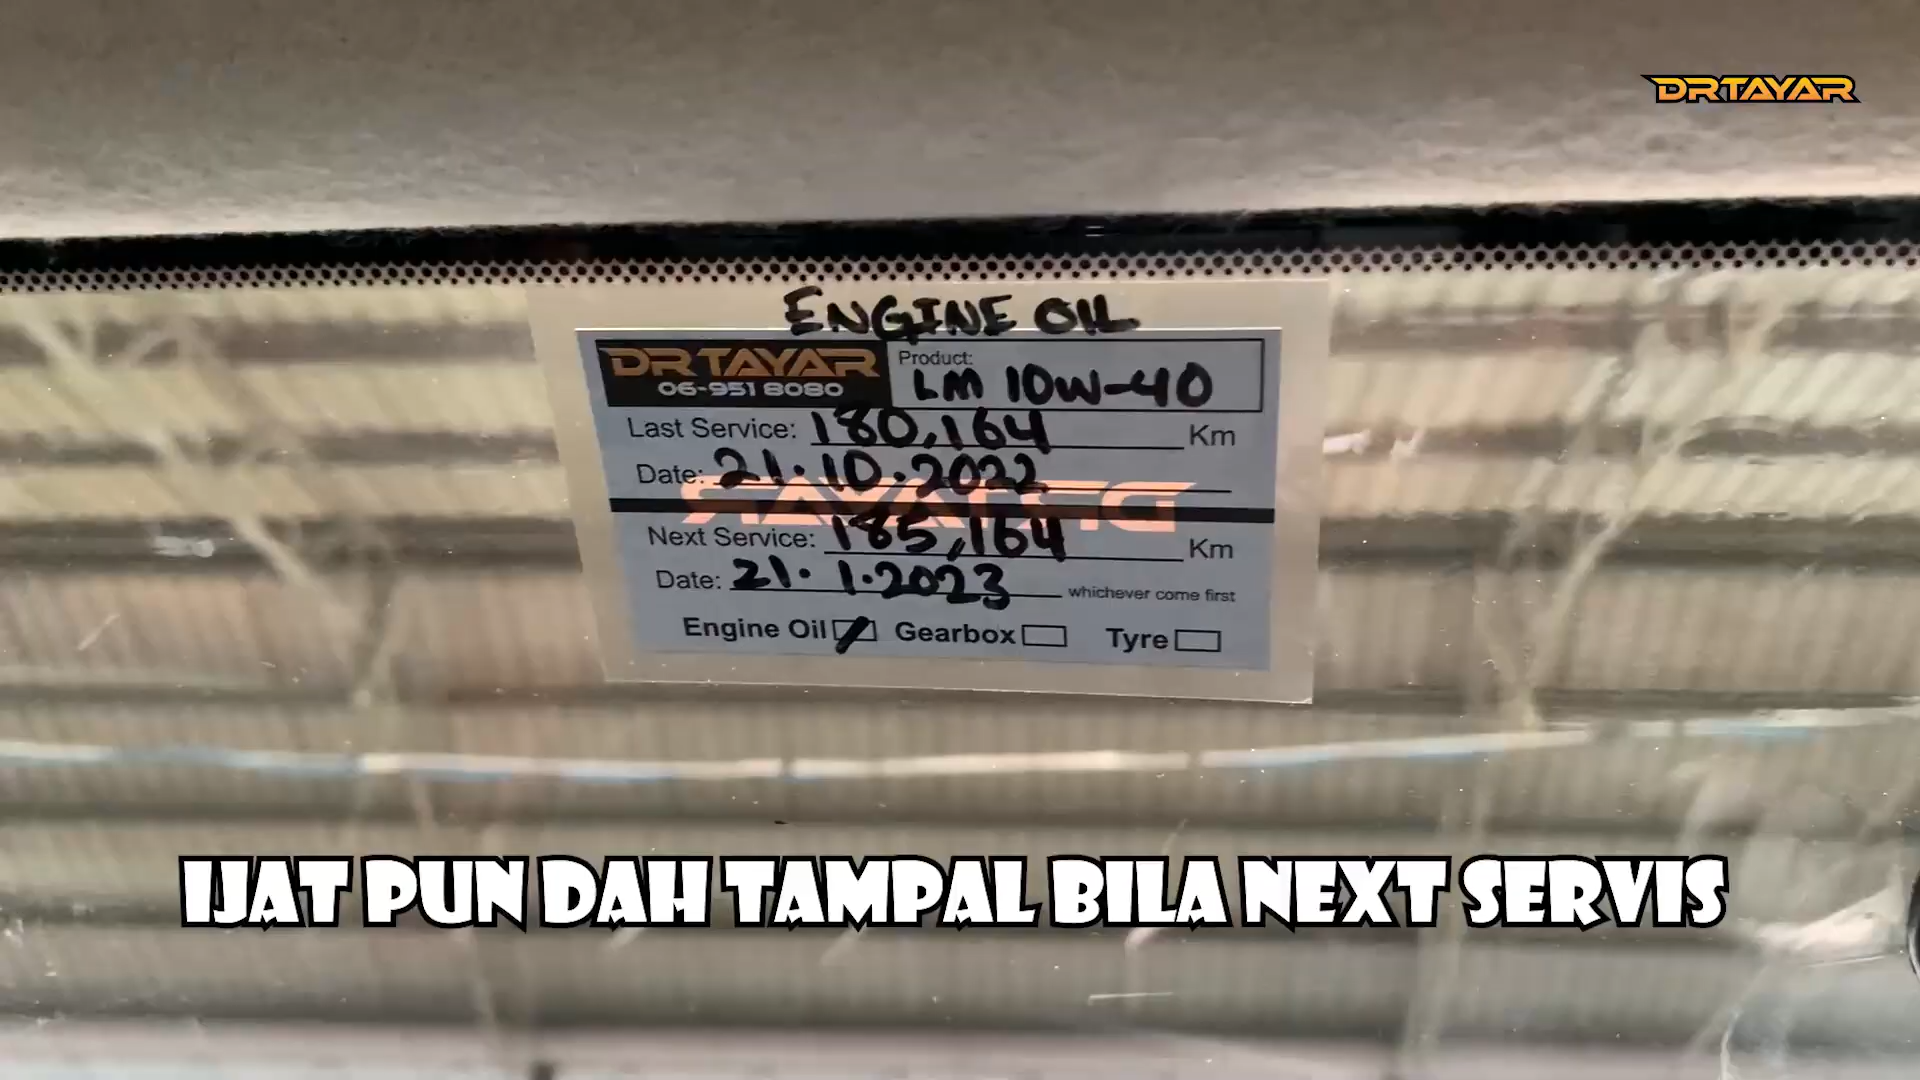 DRTAYAR
ENGINE OIL
DR TAYAR
06-951 8080
Product:
LM 10W-40
Last Service: 180,164 Km
Date: 21.10.2022
DRTAYAR
Next Service: 185,164 Km
Date: 21.1.2023 whichever come first
Engine Oil Gearbox Tyre
IJAT PUN DAH TAMPAL BILA NEXT SERVIS